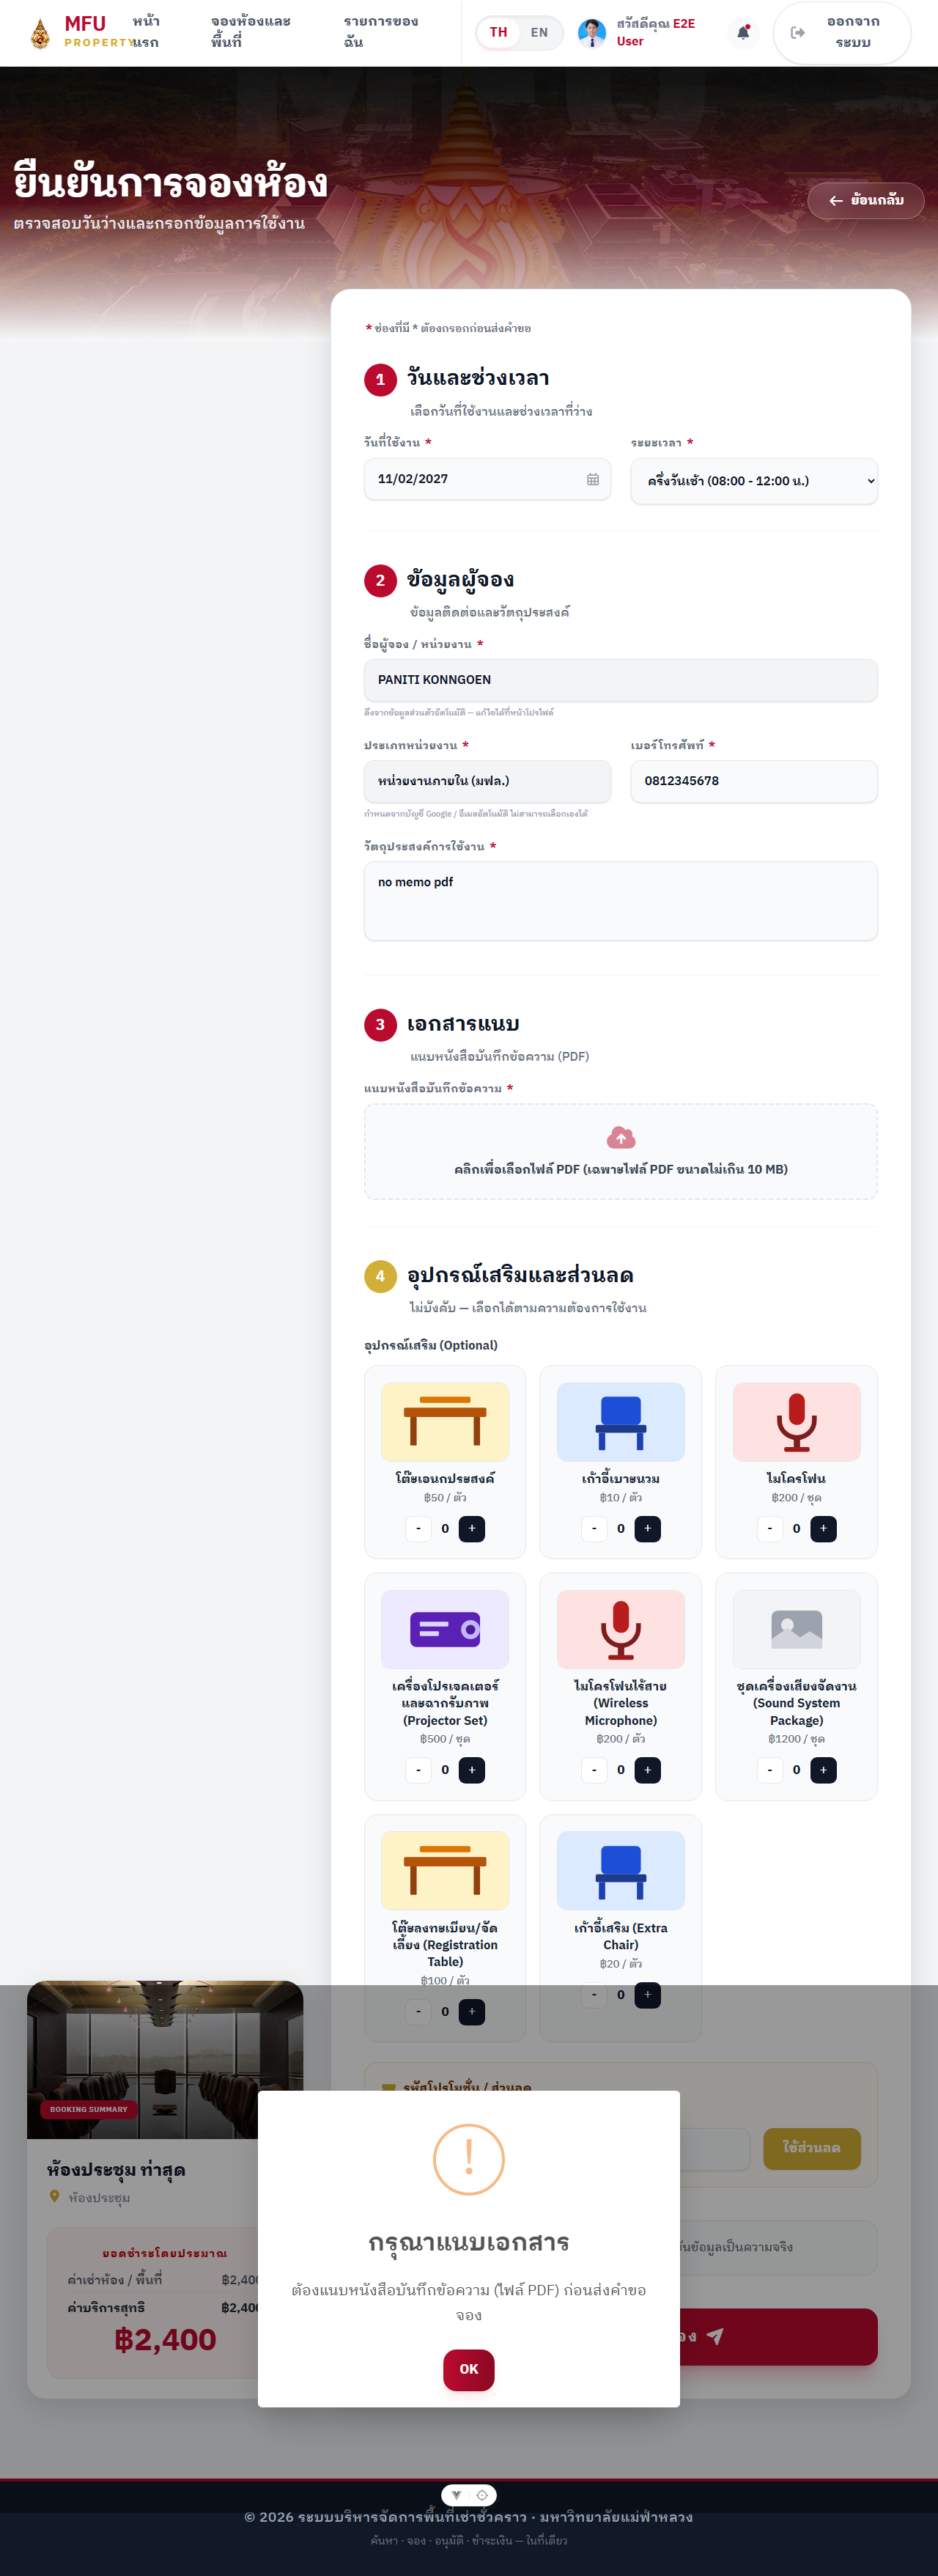 MFU
PROPERTY
หน้าแรก
จองห้องและพื้นที่
รายการของฉัน
TH EN
สวัสดีคุณ E2E User
ออกจากระบบ
ยืนยันการจองห้อง
ตรวจสอบวันว่างและกรอกข้อมูลการใช้งาน
ย้อนกลับ
* ช่องที่มี * ต้องกรอกก่อนส่งคำขอ
1 วันและช่วงเวลา
เลือกวันที่ใช้งานและช่วงเวลาที่ว่าง
วันที่ใช้งาน * ระยะเวลา *
11/02/2027 ครึ่งวันเช้า (08:00 - 12:00 น.)
2 ข้อมูลผู้จอง
ข้อมูลติดต่อและวัตถุประสงค์
ชื่อผู้จอง / หน่วยงาน *
PANITI KONNGOEN
ดึงจากข้อมูลส่วนตัวอัตโนมัติ — แก้ไขได้ที่หน้าโปรไฟล์
ประเภทหน่วยงาน * เบอร์โทรศัพท์ *
หน่วยงานภายใน (มฟล.) 0812345678
กำหนดจากบัญชี Google / อีเมลอัตโนมัติ ไม่สามารถเลือกเองได้
วัตถุประสงค์การใช้งาน *
no memo pdf
3 เอกสารแนบ
แนบหนังสือบันทึกข้อความ (PDF)
แนบหนังสือบันทึกข้อความ *
คลิกเพื่อเลือกไฟล์ PDF (เฉพาะไฟล์ PDF ขนาดไม่เกิน 10 MB)
4 อุปกรณ์เสริมและส่วนลด
ไม่บังคับ — เลือกได้ตามความต้องการใช้งาน
อุปกรณ์เสริม (Optional)
โต๊ะเอนกประสงค์
฿50 / ตัว
- 0 +
เก้าอี้เบาะนวม
฿10 / ตัว
- 0 +
ไมโครโฟน
฿200 / ชุด
- 0 +
เครื่องโปรเจคเตอร์
และฉากรับภาพ
(Projector Set)
฿500 / ชุด
- 0 +
ไมโครโฟนไร้สาย
(Wireless
Microphone)
฿200 / ตัว
- 0 +
ชุดเครื่องเสียงจัดงาน
(Sound System
Package)
฿1200 / ชุด
- 0 +
โต๊ะลงทะเบียน/จัด
เลี้ยง (Registration
Table)
฿100 / ตัว
- 0 +
เก้าอี้เสริม (Extra
Chair)
฿20 / ตัว
- 0 +
รหัสโปรโมชั่น / ส่วนลด
ใช้ส่วนลด
BOOKING SUMMARY
ห้องประชุม ท่าสุด
ห้องประชุม
ยอดชำระโดยประมาณ
ค่าเช่าห้อง / พื้นที่ ฿2,400
ค่าบริการสุทธิ ฿2,400
฿2,400
ข้อมูลเป็นความจริง
กรุณาแนบเอกสาร
ต้องแนบหนังสือบันทึกข้อความ (ไฟล์ PDF) ก่อนส่งคำขอ
จอง
OK
© 2026 ระบบบริหารจัดการพื้นที่เช่าชั่วคราว · มหาวิทยาลัยแม่ฟ้าหลวง
ค้นหา · จอง · อนุมัติ · ชำระเงิน — ในที่เดียว